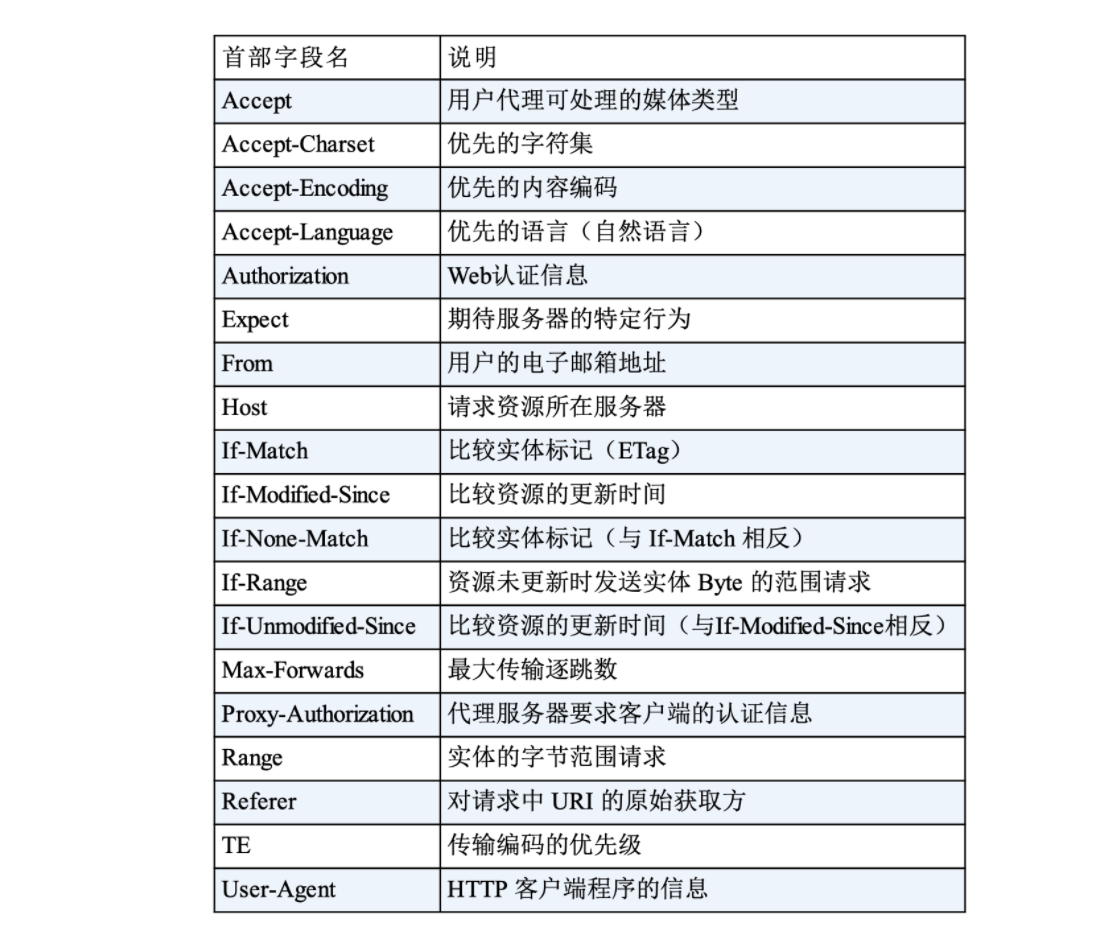 首部字段名 说明
Accept 用户代理可处理的媒体类型
Accept-Charset 优先的字符集
Accept-Encoding 优先的内容编码
Accept-Language 优先的语言（自然语言）
Authorization Web认证信息
Expect 期待服务器的特定行为
From 用户的电子邮箱地址
Host 请求资源所在服务器
If-Match 比较实体标记（ETag）
If-Modified-Since 比较资源的更新时间
If-None-Match 比较实体标记（与 If-Match 相反）
If-Range 资源未更新时发送实体 Byte 的范围请求
If-Unmodified-Since 比较资源的更新时间（与If-Modified-Since相反）
Max-Forwards 最大传输逐跳数
Proxy-Authorization 代理服务器要求客户端的认证信息
Range 实体的字节范围请求
Referer 对请求中 URI 的原始获取方
TE 传输编码的优先级
User-Agent HTTP 客户端程序的信息